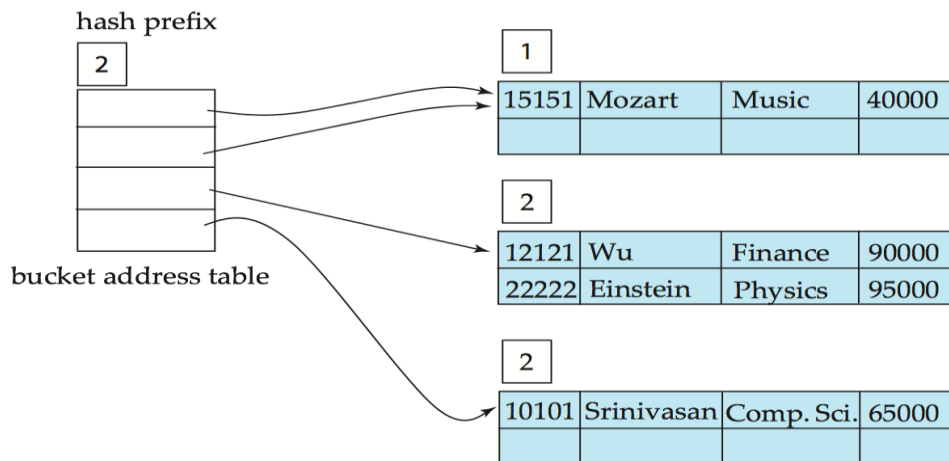 hash prefix
2
bucket address table
1
15151 Mozart Music 40000
2
12121 Wu Finance 90000
22222 Einstein Physics 95000
2
10101 Srinivasan Comp. Sci. 65000